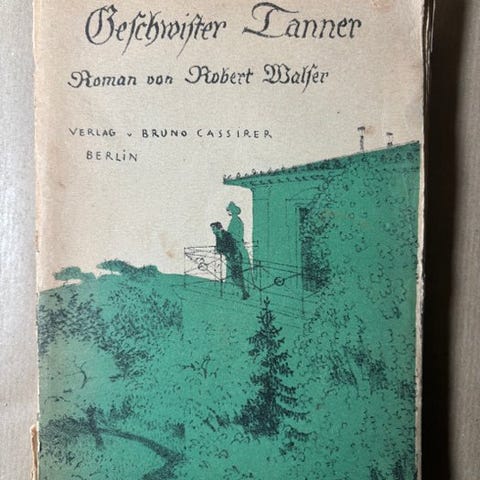 Geschwister Tanner
Roman von Robert Walser
VERLAG v BRUNO CASSIRER
BERLIN